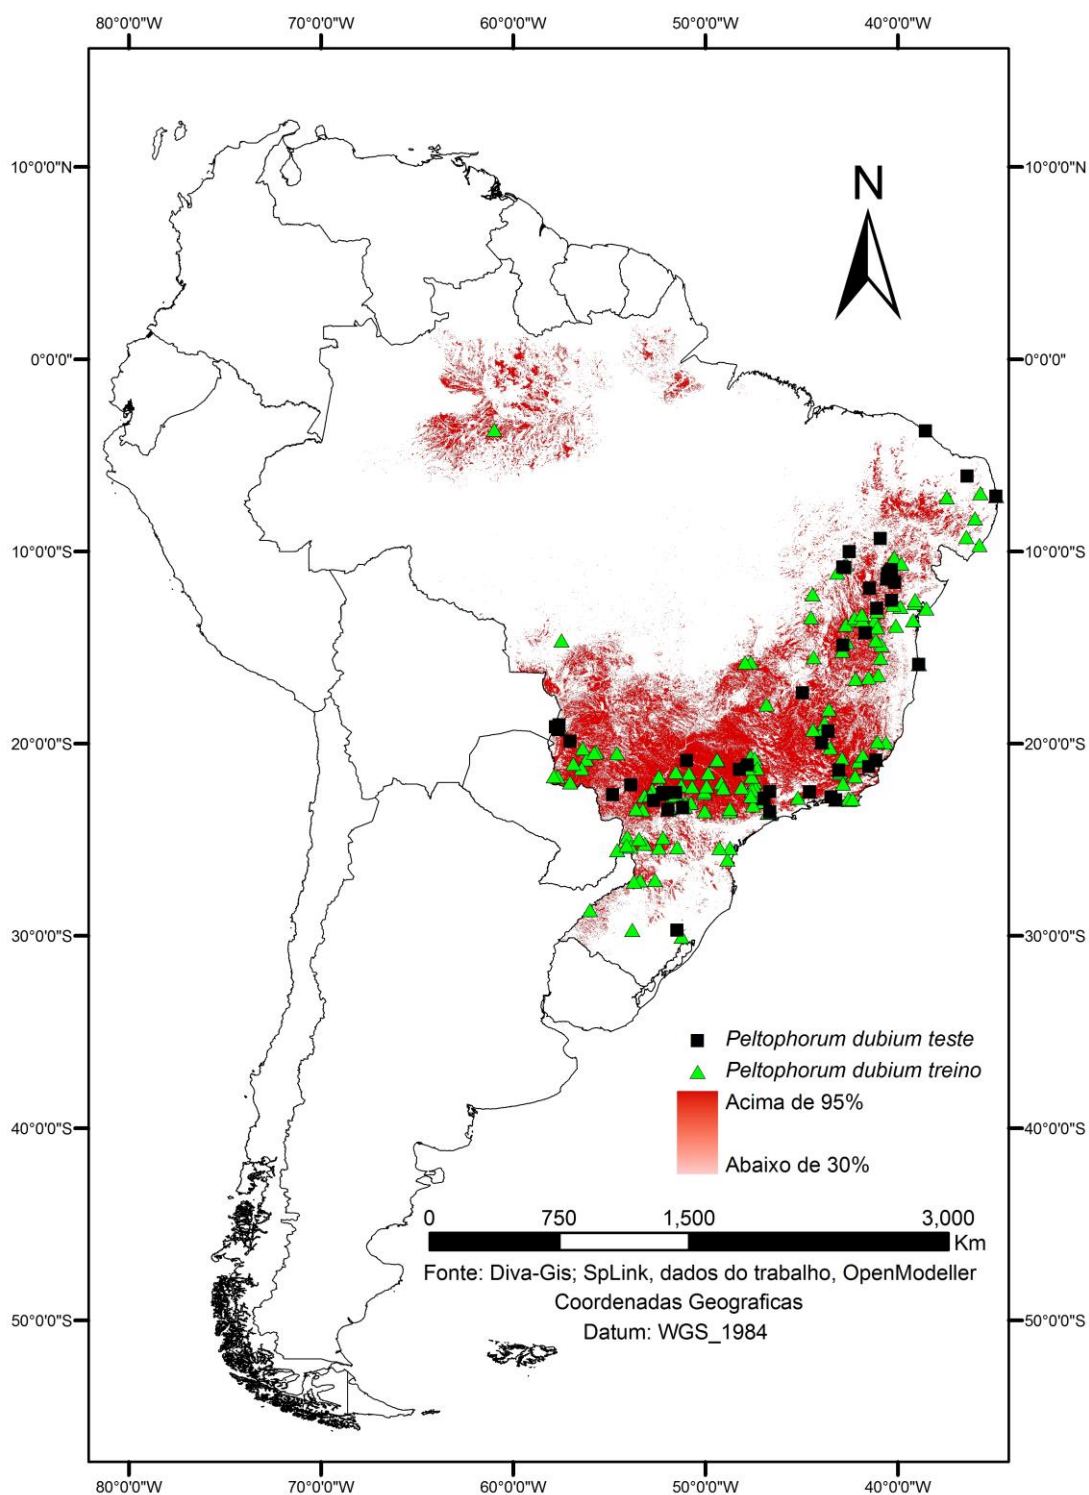 80°0'0"W 70°0'0"W 60°0'0"W 50°0'0"W 40°0'0"W
N
10°0'0"N 10°0'0"N
0°0'0" 0°0'0"
10°0'0"S 10°0'0"S
20°0'0"S 20°0'0"S
30°0'0"S 30°0'0"S
Peltophorum dubium teste
Peltophorum dubium treino
Acima de 95%
40°0'0"S 40°0'0"S
Abaixo de 30%
0 750 1,500 3,000
Km
Fonte: Diva-Gis; SpLink, dados do trabalho, OpenModeller
Coordenadas Geograficas
50°0'0"S 50°0'0"S
Datum: WGS_1984
80°0'0"W 70°0'0"W 60°0'0"W 50°0'0"W 40°0'0"W